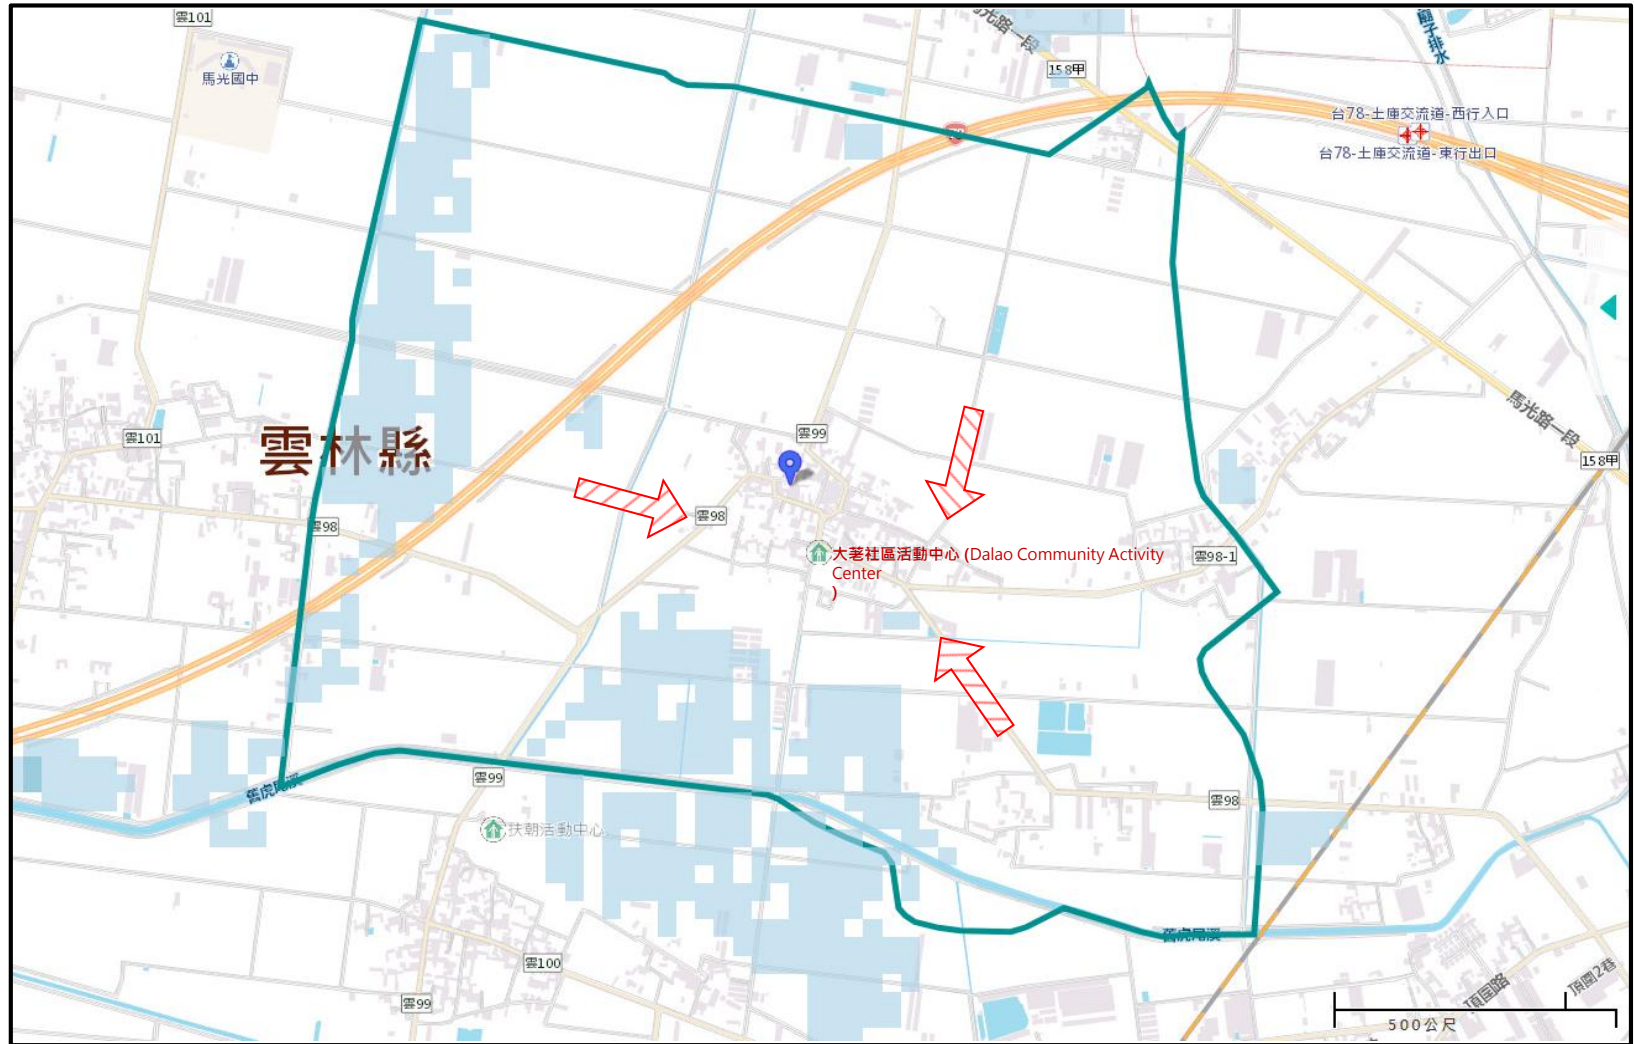 雲101
馬光國中
馬光路一段
158甲
廟子排水
台78-土庫交流道-西行入口
台78-土庫交流道-東行出口
雲101
雲林縣
雲99
馬光路一段
158甲
雲98
雲98
大荖社區活動中心 (Dalao Community Activity
Center
)
雲98-1
舊虎尾溪
雲99
扶朝活動中心
雲98
舊虎尾溪
雲100
雲99
頂園2巷
500公尺